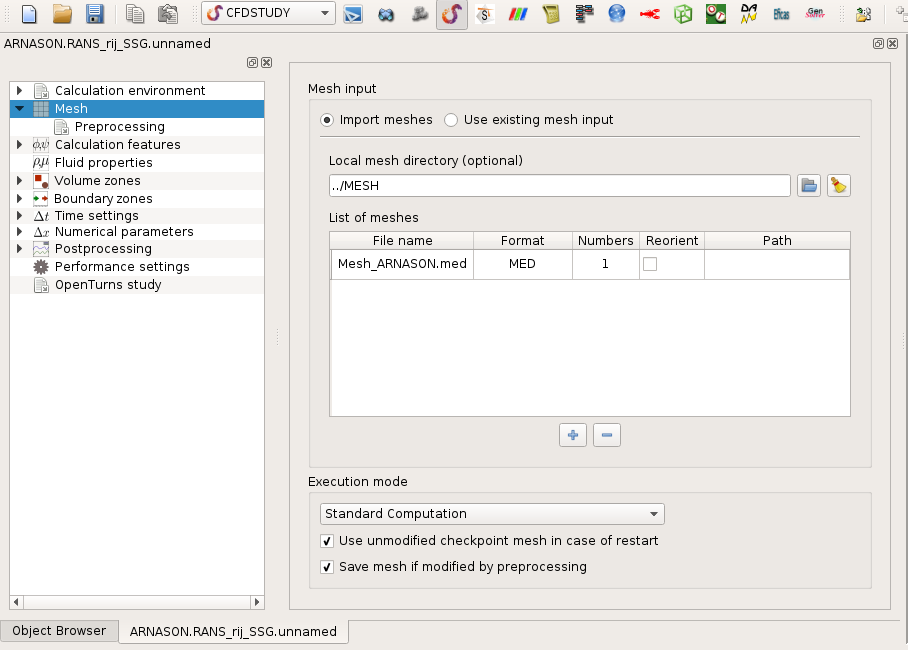 CFDSTUDY
ARNASON.RANS_rij_SSG.unnamed
Calculation environment
Mesh
Preprocessing
Calculation features
Fluid properties
Volume zones
Boundary zones
Δt Time settings
Δx Numerical parameters
Postprocessing
Performance settings
OpenTurns study
Mesh input
Import meshes
Use existing mesh input
Local mesh directory (optional)
../MESH
List of meshes
File name Format Numbers Reorient Path
Mesh_ARNASON.med MED 1
Execution mode
Standard Computation
Use unmodified checkpoint mesh in case of restart
Save mesh if modified by preprocessing
Object Browser
ARNASON.RANS_rij_SSG.unnamed